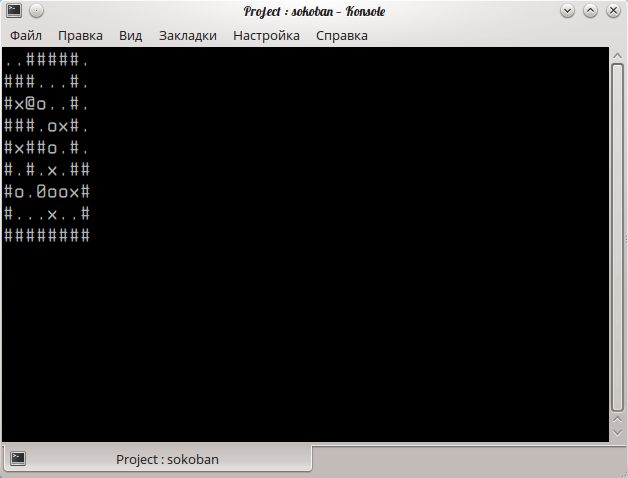 Project : sokoban – Konsole
Файл Правка Вид Закладки Настройка Справка
..#####.
###...#.
#x@o..#.
###.ox#.
#x##o.#.
#.#.x.##
#o.0oox#
#...x..#
########
Project : sokoban